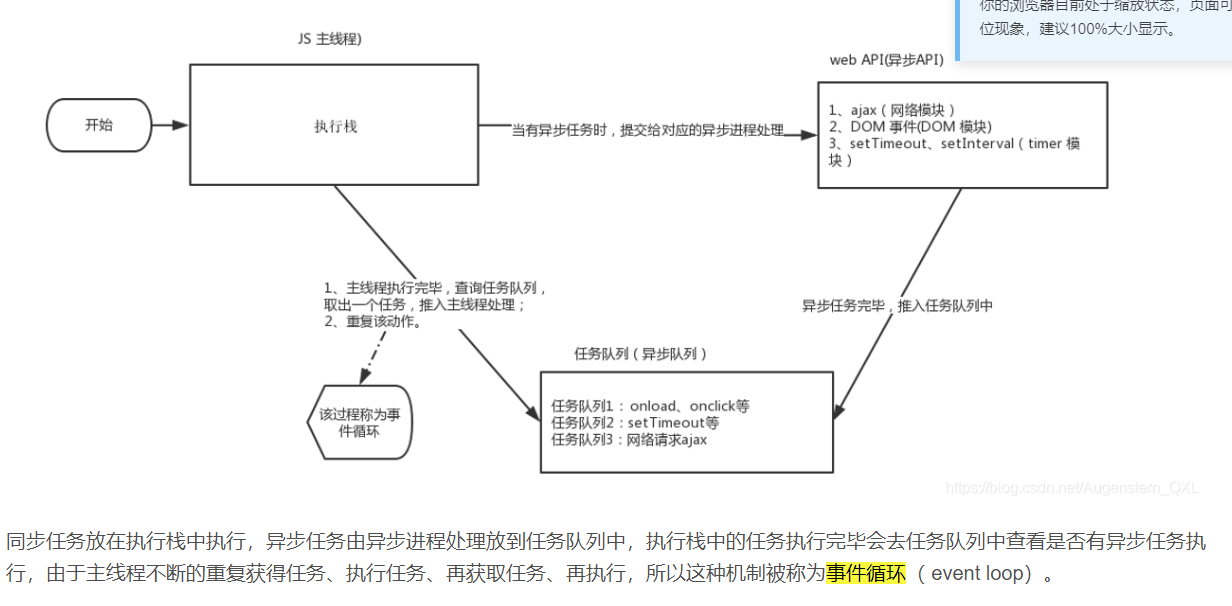 你的浏览器目前处于缩放状态，页面可
位现象，建议100%大小显示。
JS 主线程)
web API(异步API)
开始
执行栈
当有异步任务时，提交给对应的异步进程处理
1、ajax（网络模块）
2、DOM 事件(DOM 模块)
3、setTimeout、setInterval（timer 模
块）
1、主线程执行完毕，查询任务队列，
取出一个任务，推入主线程处理；
2、重复该动作。
异步任务完毕，推入任务队列中
任务队列（异步队列）
该过程称为事
件循环
任务队列1： onload、onclick等
任务队列2：setTimeout等
任务队列3：网络请求ajax
https://blog.csdn.net/Augenstern_QXL
同步任务放在执行栈中执行，异步任务由异步进程处理放到任务队列中，执行栈中的任务执行完毕会去任务队列中查看是否有异步任务执
行，由于主线程不断的重复获得任务、执行任务、再获取任务、再执行，所以这种机制被称为事件循环（ event loop）。